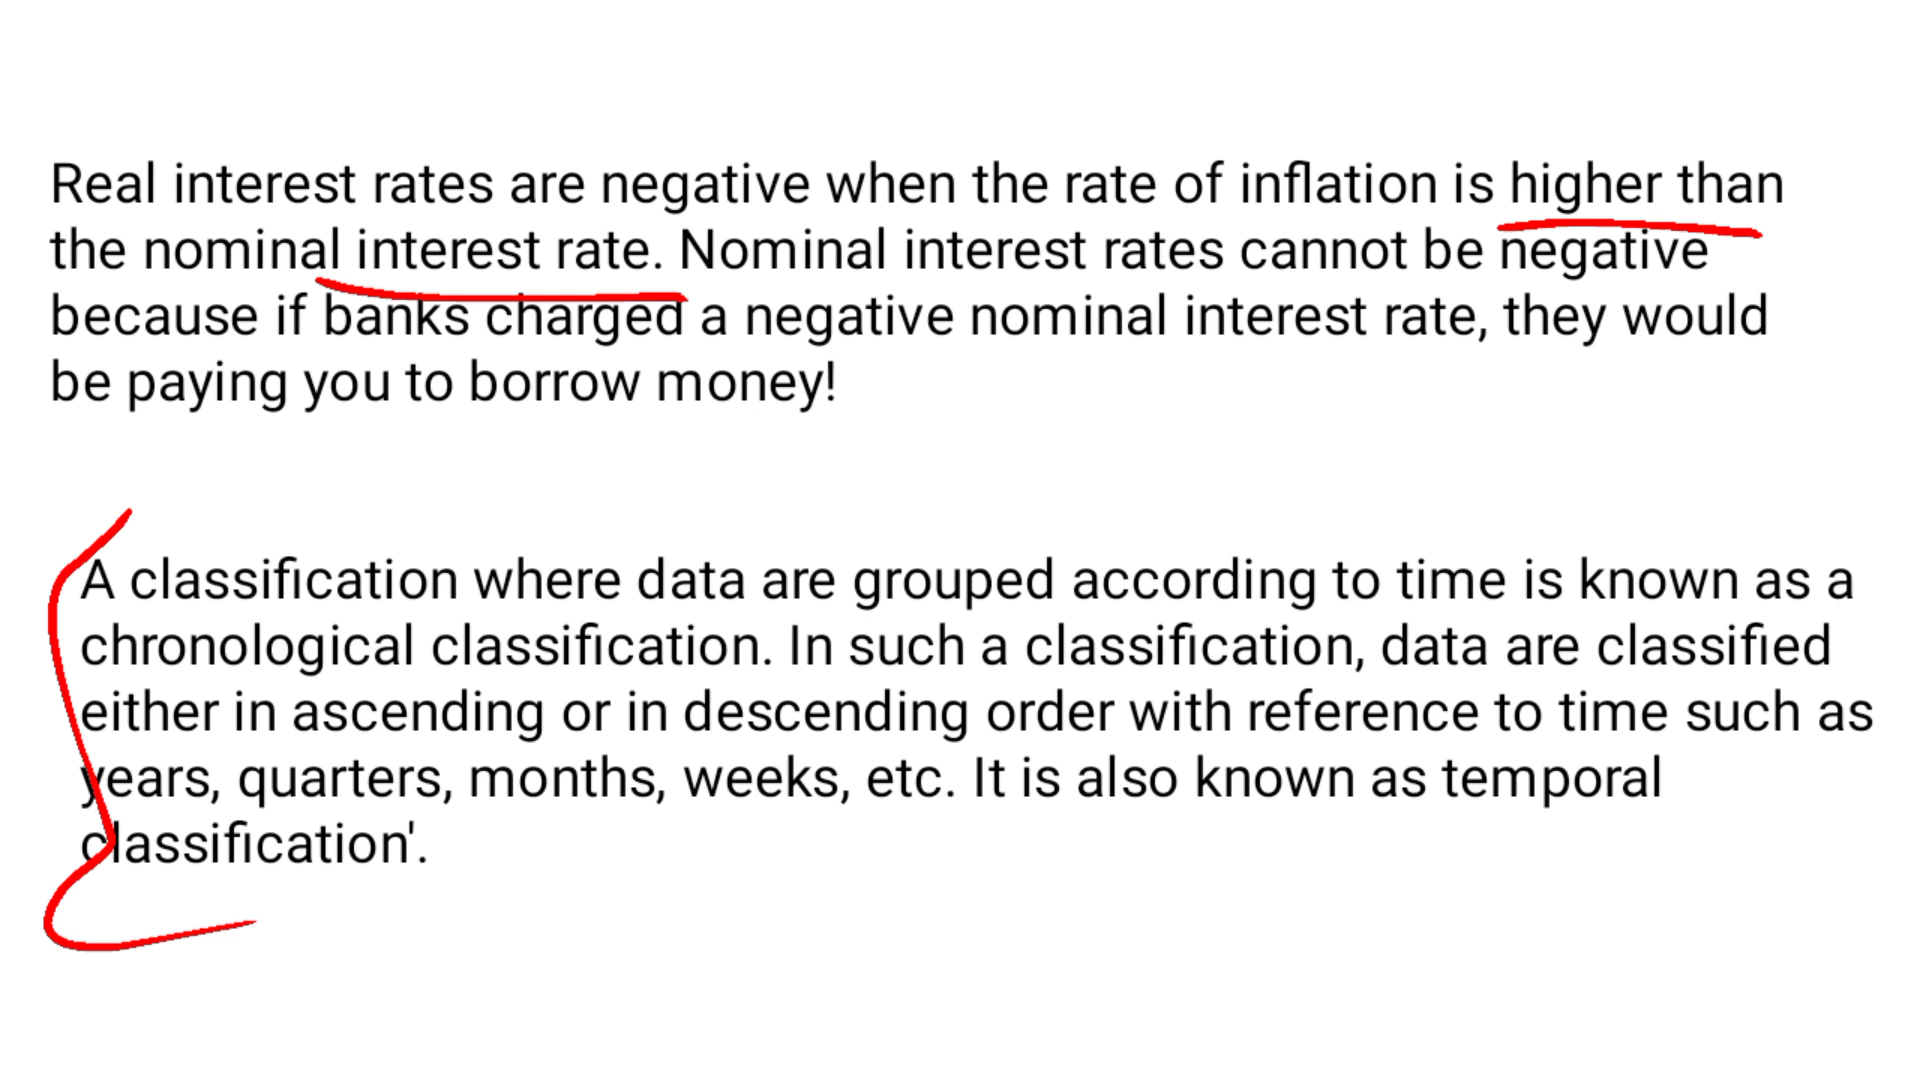 Real interest rates are negative when the rate of inflation is higher than
the nominal interest rate. Nominal interest rates cannot be negative
because if banks charged a negative nominal interest rate, they would
be paying you to borrow money!
A classification where data are grouped according to time is known as a
chronological classification. In such a classification, data are classified
either in ascending or in descending order with reference to time such as
years, quarters, months, weeks, etc. It is also known as temporal
classification'.